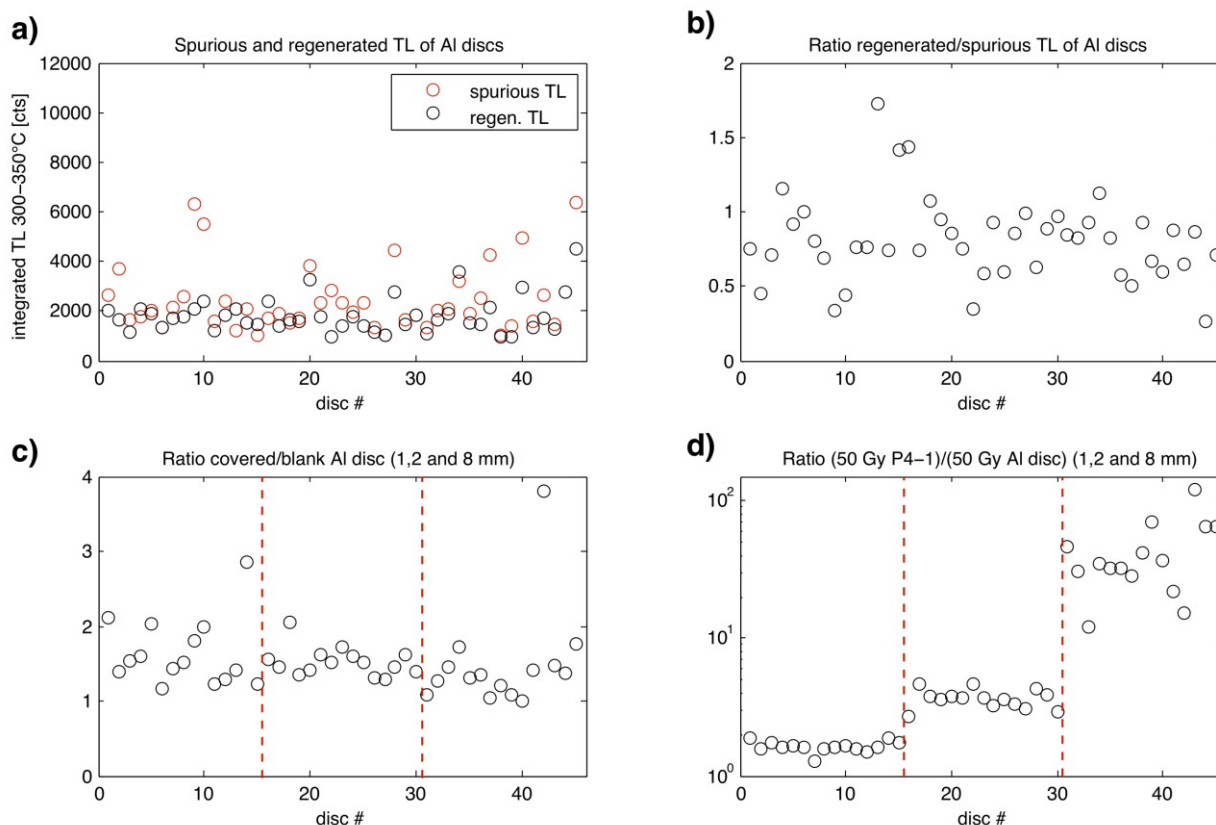 a)
Spurious and regenerated TL of Al discs
12000
10000
8000
6000
4000
2000
0
integrated TL 300–350°C [cts]
spurious TL
regen. TL
0 10 20 30 40
disc #
b)
Ratio regenerated/spurious TL of Al discs
2
1.5
1
0.5
0
0 10 20 30 40
disc #
c)
Ratio covered/blank Al disc (1,2 and 8 mm)
4
3
2
1
0
0 10 20 30 40
disc #
d)
Ratio (50 Gy P4–1)/(50 Gy Al disc) (1,2 and 8 mm)
10²
10¹
10⁰
0 10 20 30 40
disc #